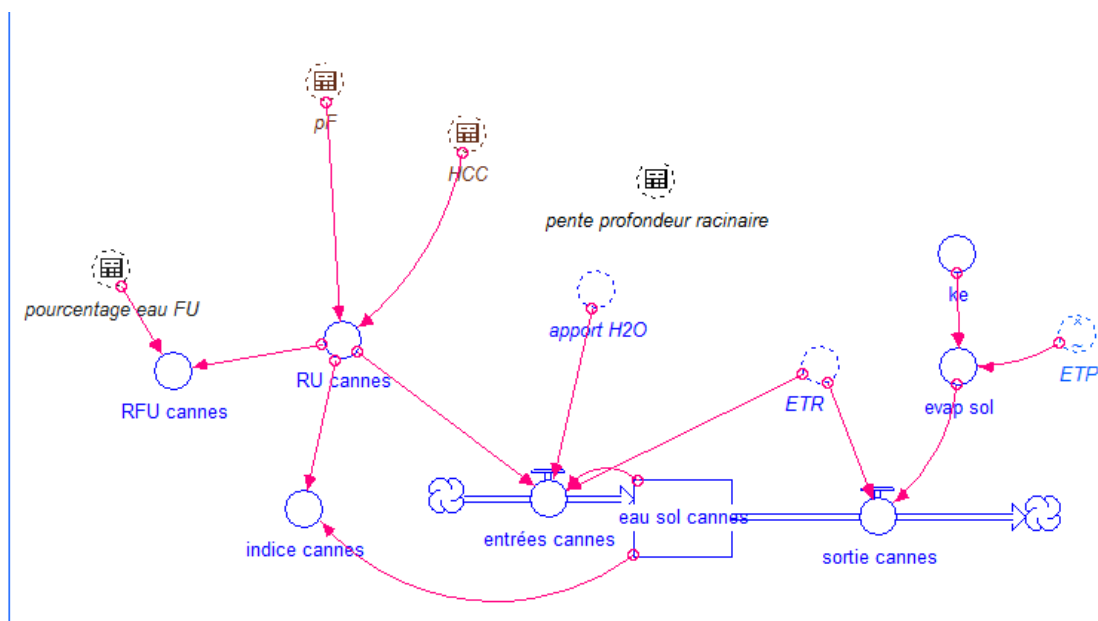 pF
HCC
pente profondeur racinaire
pourcentage eau FU
ke
apport H2O
RU cannes
ETP
RFU cannes
ETR
evap sol
eau sol cannes
entrées cannes
indice cannes
sortie cannes